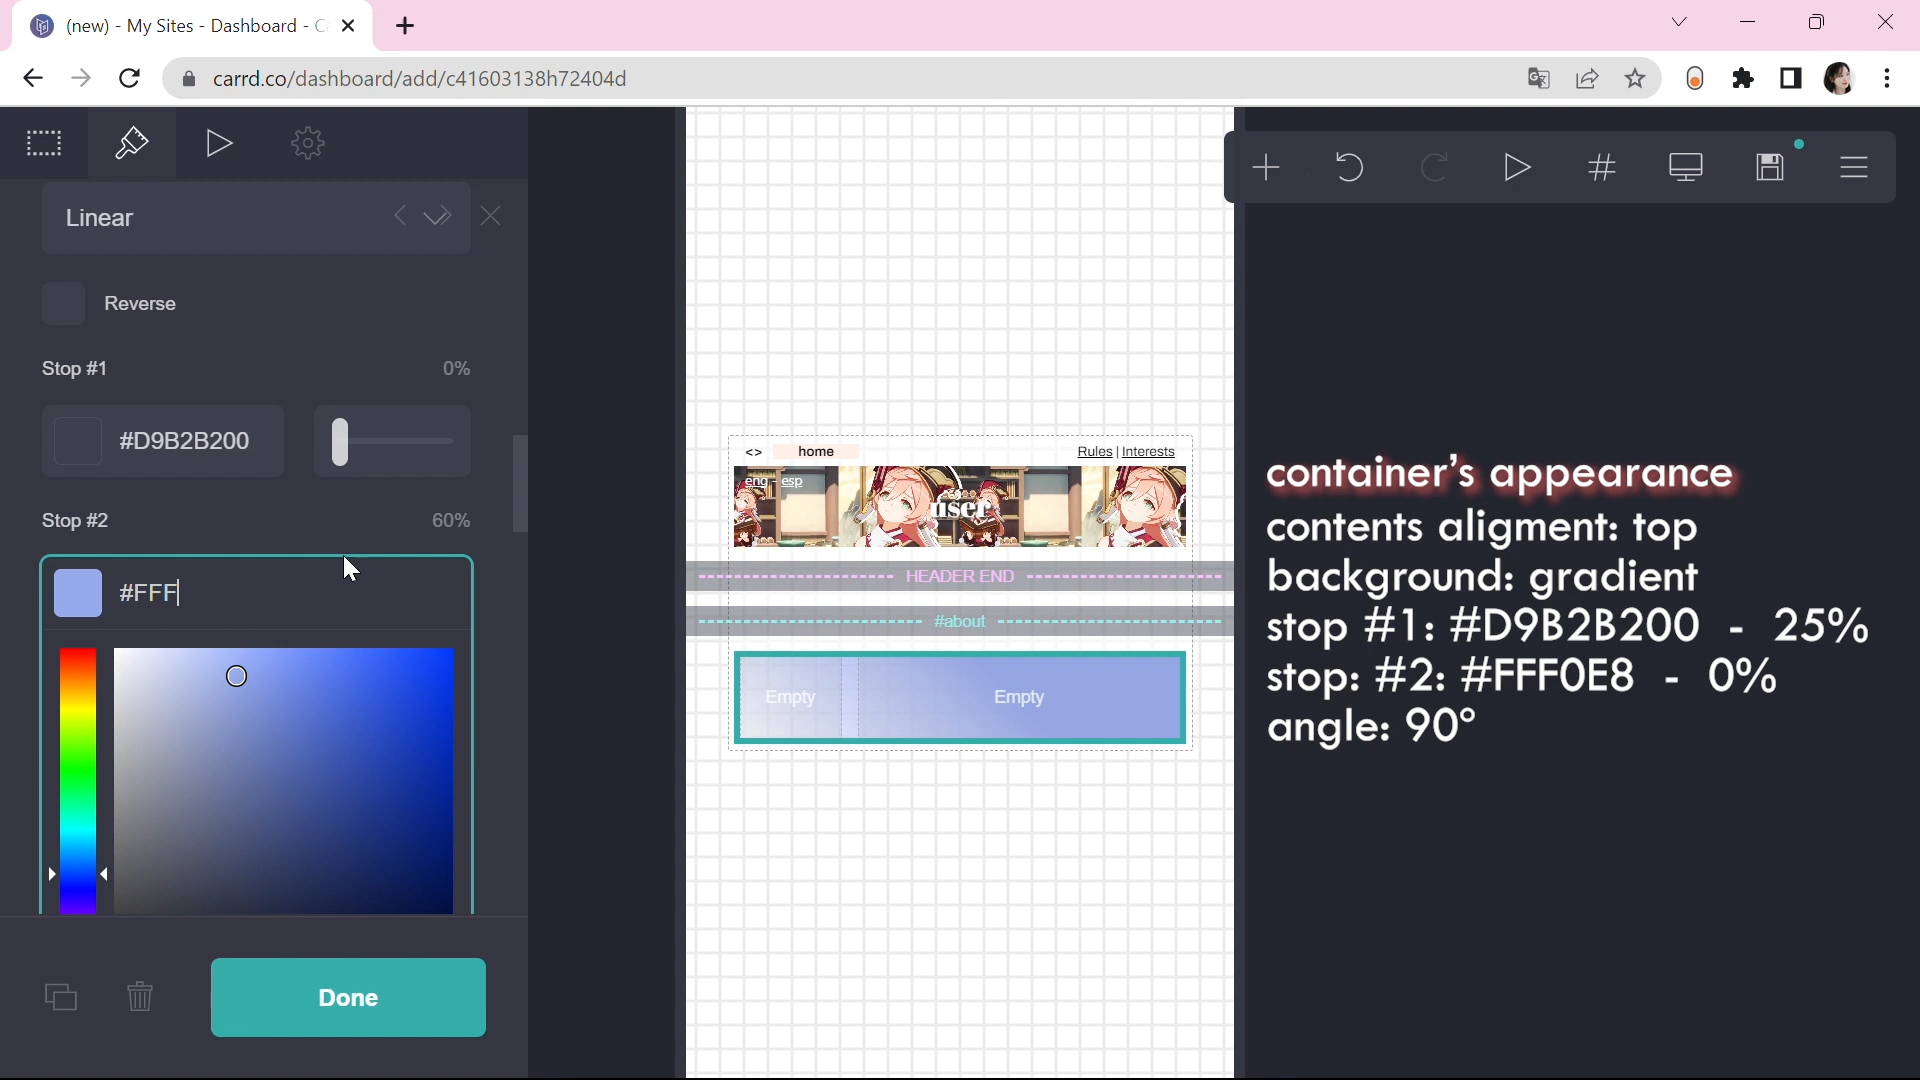 (new) - My Sites - Dashboard - C
carrd.co/dashboard/add/c41603138h72404d
Linear
Reverse
Stop #1 0%
#D9B2B200
Stop #2 60%
#FFF
Done
<> home Rules | Interests
eng - esp
user
HEADER END
#about
Empty Empty
container's appearance
contents aligment: top
background: gradient
stop #1: #D9B2B200 - 25%
stop: #2: #FFF0E8 - 0%
angle: 90°